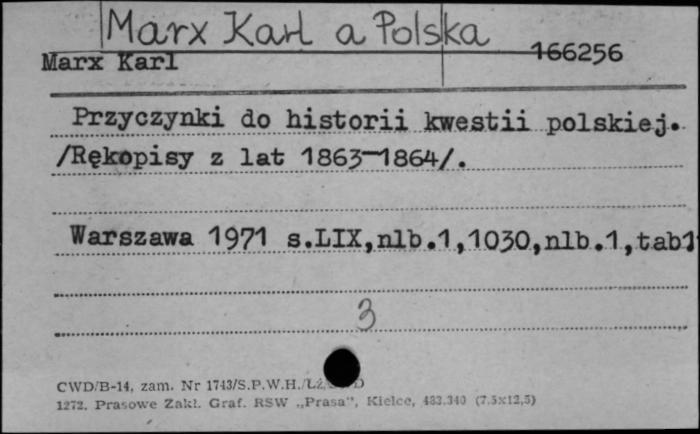 Marx Karl a Polska
166256
Marx Karl
Przyczynki do historii kwestii polskiej.
/Rękopisy z lat 1863-1864/.
Warszawa 1971 s.LIX,nlb.1,1030,nlb.1,tabl
3
CWD/B-14, zam. Nr 1743/S.P.W.H./Łż.
1272. Prasowe Zakł. Graf. RSW „Prasa", Kielce, 483.340 (7.5x12,5)